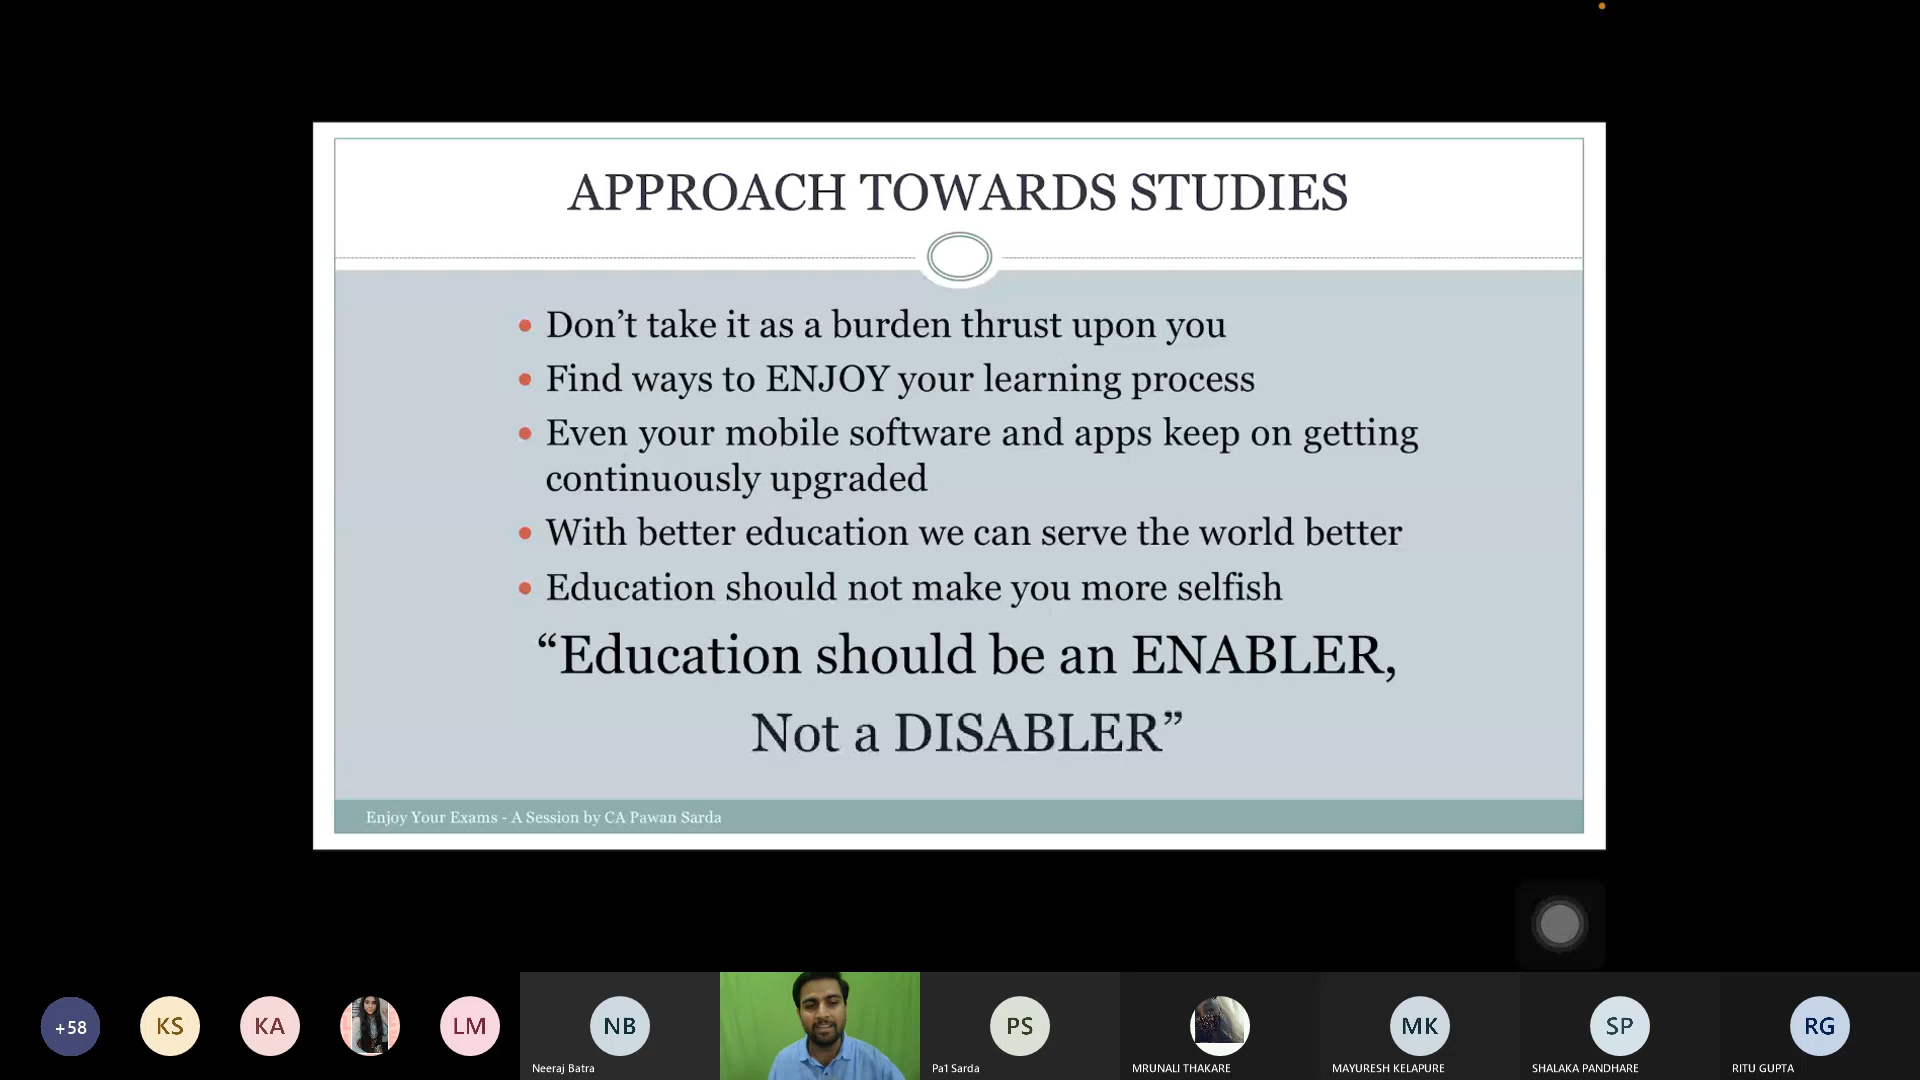 APPROACH TOWARDS STUDIES
• Don’t take it as a burden thrust upon you
• Find ways to ENJOY your learning process
• Even your mobile software and apps keep on getting
continuously upgraded
• With better education we can serve the world better
• Education should not make you more selfish
“Education should be an ENABLER,
Not a DISABLER”
Enjoy Your Exams - A Session by CA Pawan Sarda
+58
KS
KA
LM
NB
Neeraj Batra
PS
Pa1 Sarda
MRUNALI THAKARE
MK
MAYURESH KELAPURE
SP
SHALAKA PANDHARE
RG
RITU GUPTA